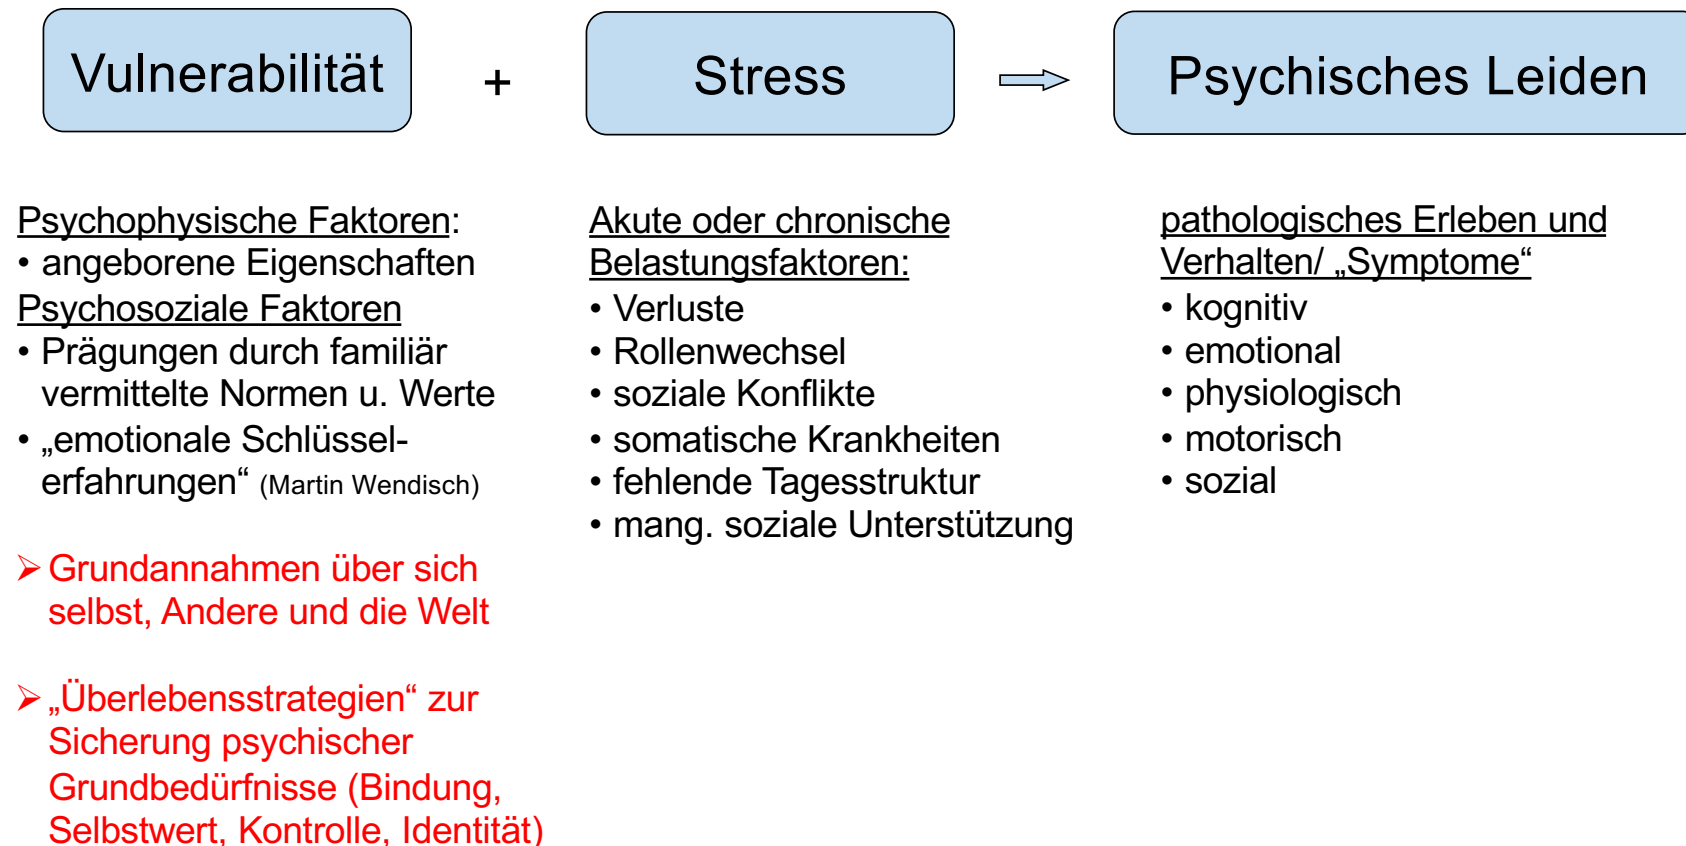 Vulnerabilität
+
Stress
Psychisches Leiden
Psychophysische Faktoren:
• angeborene Eigenschaften
Psychosoziale Faktoren
• Prägungen durch familiär
vermittelte Normen u. Werte
• „emotionale Schlüssel-
erfahrungen“ (Martin Wendisch)
➢ Grundannahmen über sich
selbst, Andere und die Welt
➢ „Überlebensstrategien“ zur
Sicherung psychischer
Grundbedürfnisse (Bindung,
Selbstwert, Kontrolle, Identität)
Akute oder chronische
Belastungsfaktoren:
• Verluste
• Rollenwechsel
• soziale Konflikte
• somatische Krankheiten
• fehlende Tagesstruktur
• mang. soziale Unterstützung
pathologisches Erleben und
Verhalten/ „Symptome“
• kognitiv
• emotional
• physiologisch
• motorisch
• sozial